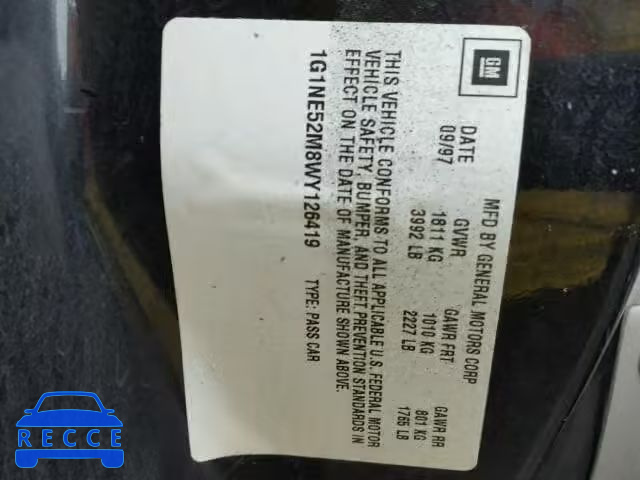 GM
MFD BY GENERAL MOTORS CORP
DATE GVWR GAWR FRT GAWR RR
09/97 1811 KG 1010 KG 801 KG
3992 LB 2227 LB 1765 LB
THIS VEHICLE CONFORMS TO ALL APPLICABLE U.S. FEDERAL MOTOR
VEHICLE SAFETY, BUMPER, AND THEFT PREVENTION STANDARDS IN
EFFECT ON THE DATE OF MANUFACTURE SHOWN ABOVE.
1G1NE52M8WY126419 TYPE: PASS CAR
RECCE